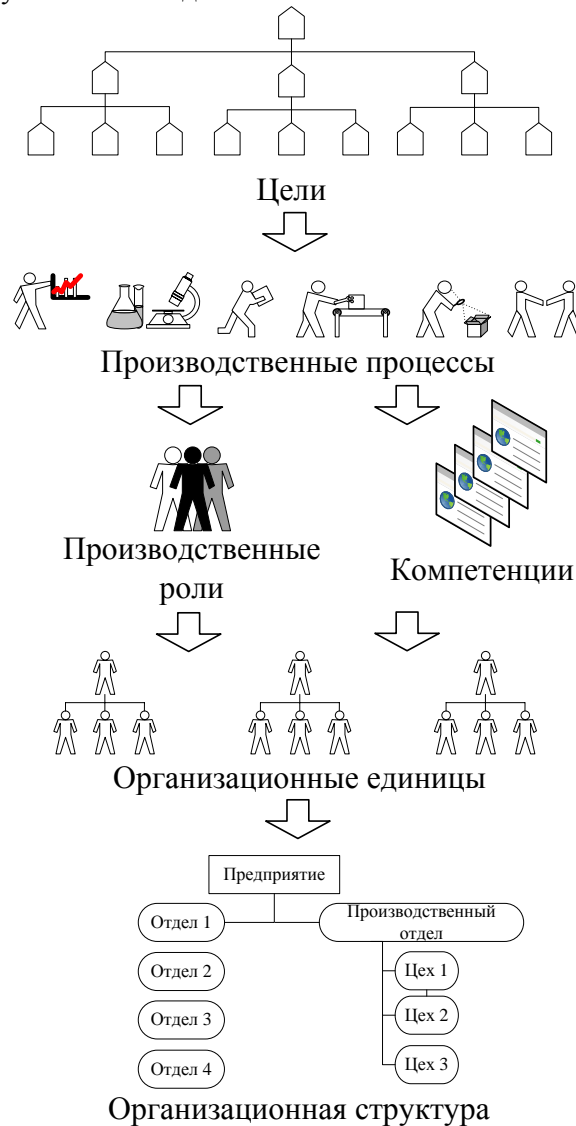 Цели
Производственные процессы
Производственные
роли
Компетенции
Организационные единицы
Предприятие
Отдел 1
Производственный
отдел
Отдел 2
Цех 1
Отдел 3
Цех 2
Отдел 4
Цех 3
Организационная структура